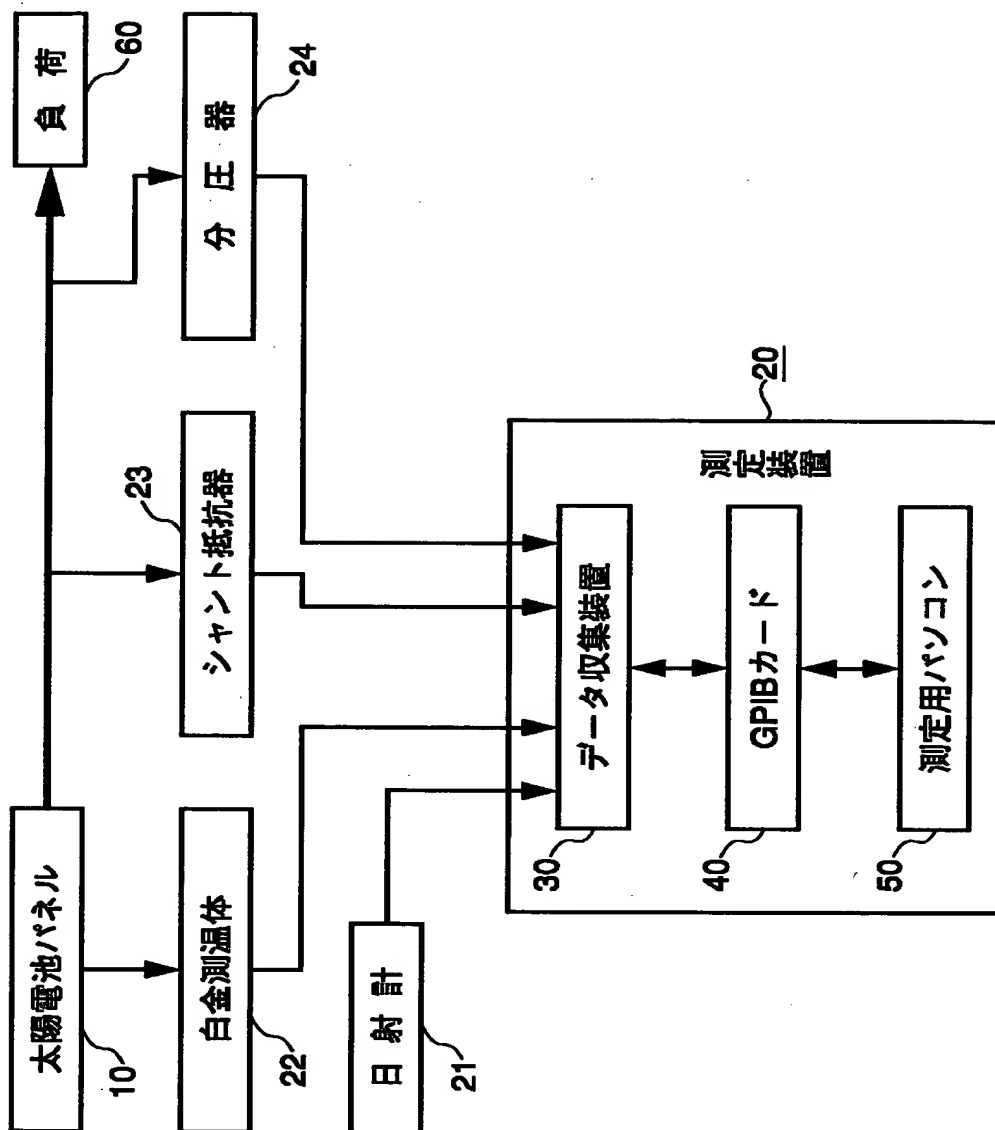 太陽電池パネル
10
負荷
60
白金測温体
22
シャント抵抗器
23
分圧器
24
日射計
21
測定装置
20
データ収集装置
30
GPIBカード
40
測定用パソコン
50